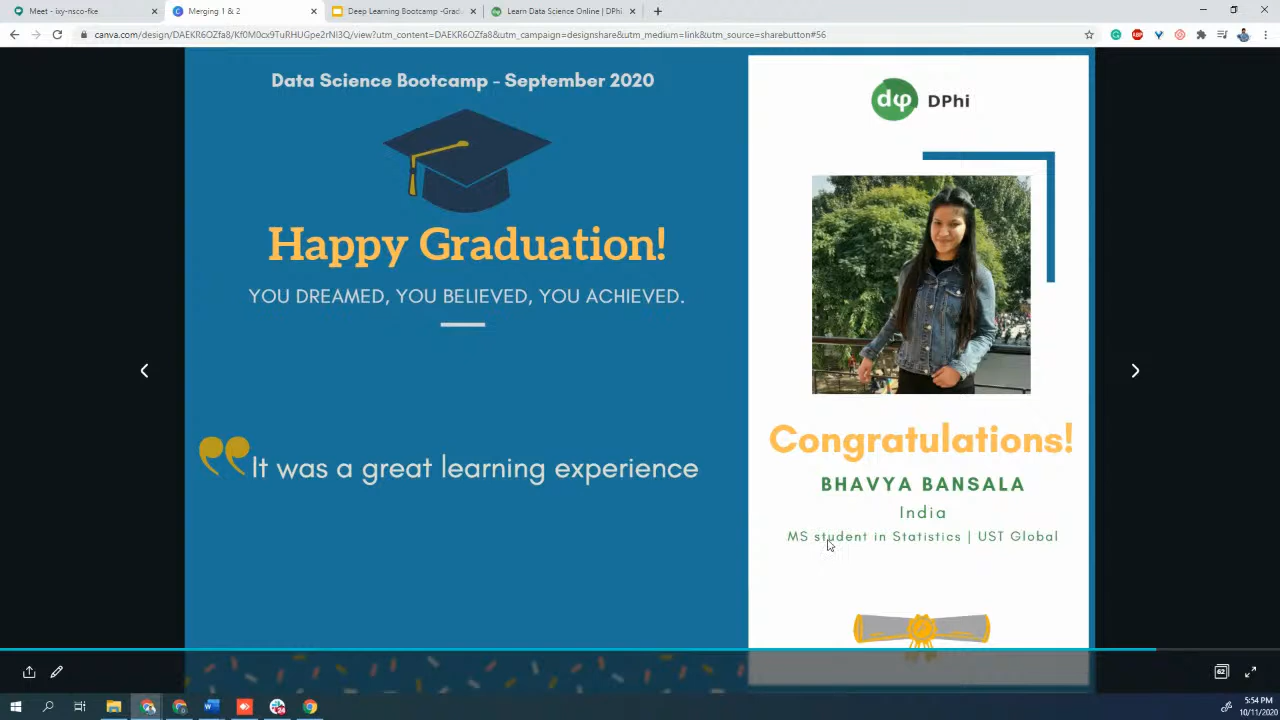 Meet - ixy-nsco-fke
Merging 1 & 2
Deep Learning Bootcamp -Grad
Learn Data Science Online | DPhi
canva.com/design/DAEKR6OZfa8/Kf0M0cx9TuRHUGpe2rNI3Q/view?utm_content=DAEKR6OZfa8&utm_campaign=designshare&utm_medium=link&utm_source=sharebutton#56
Data Science Bootcamp - September 2020
Happy Graduation!
YOU DREAMED, YOU BELIEVED, YOU ACHIEVED.
It was a great learning experience
dφ DPhi
Congratulations!
BHAVYA BANSALA
India
MS student in Statistics | UST Global
62
5:54 PM
10/11/2020